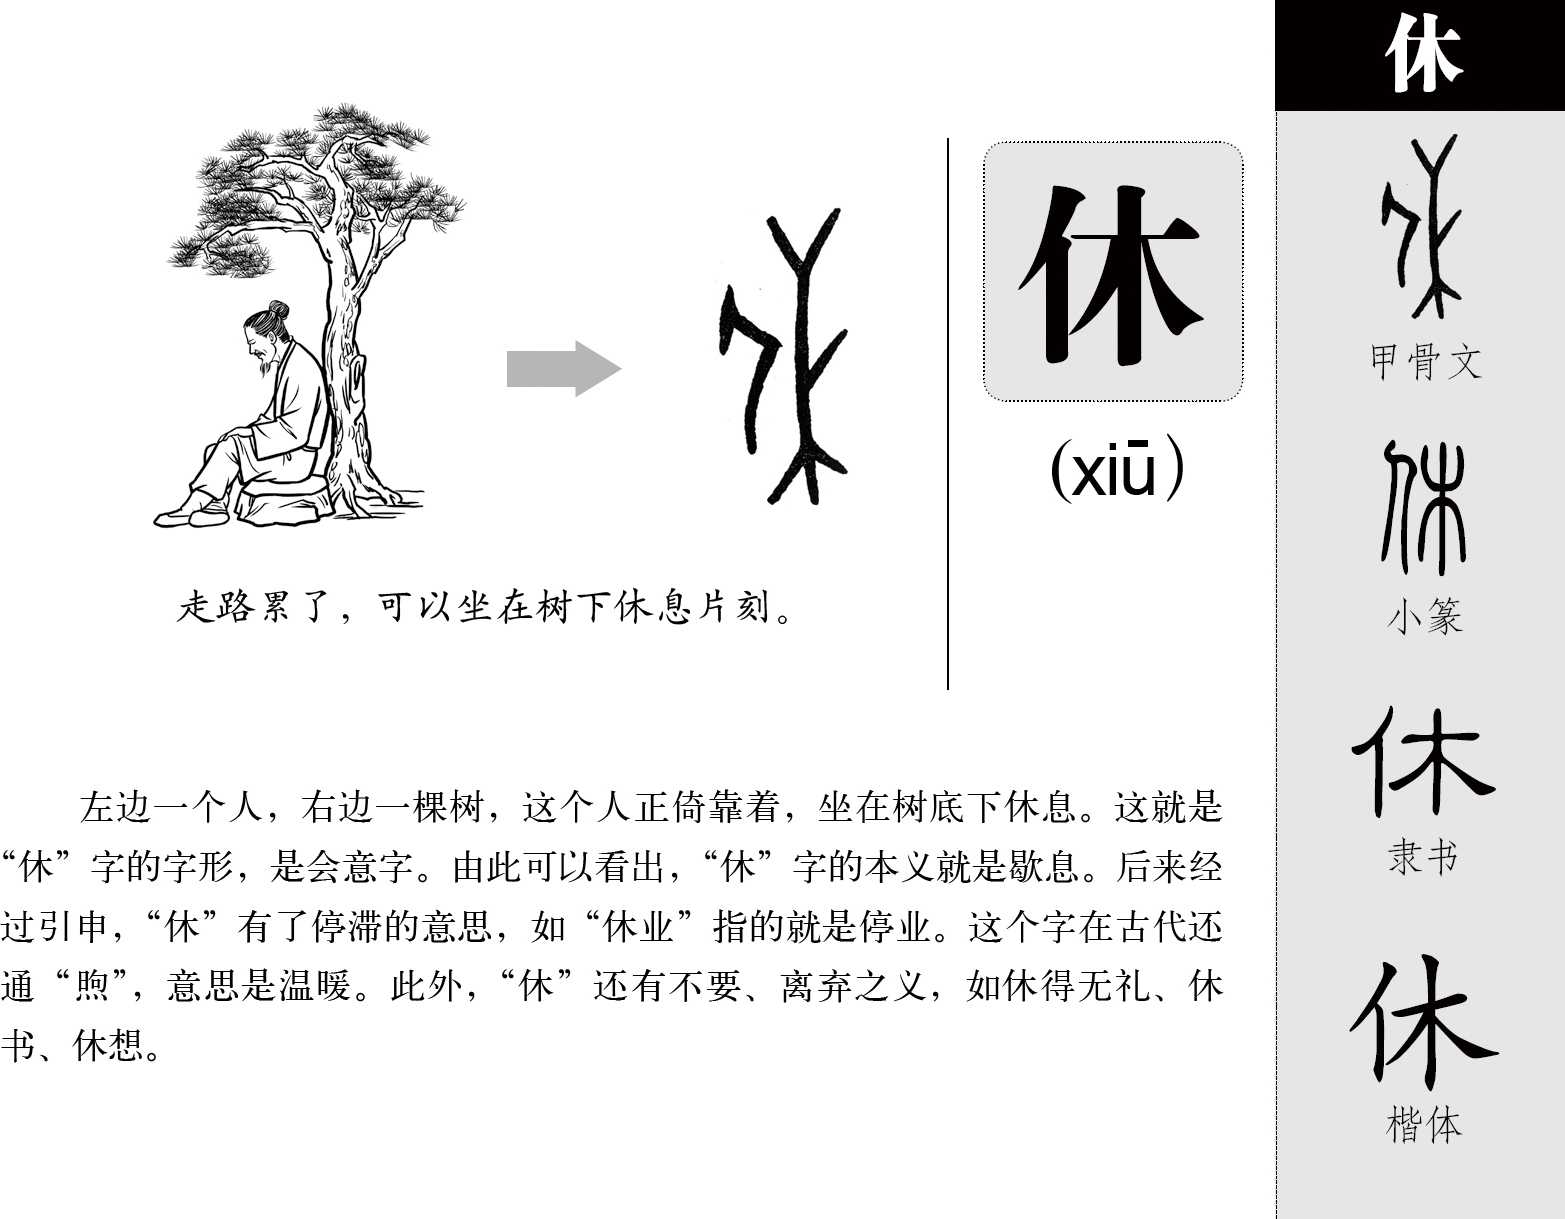 休
休
(xiū)
走路累了，可以坐在树下休息片刻。
左边一个人，右边一棵树，这个人正倚靠着，坐在树底下休息。这就是
“休”字的字形，是会意字。由此可以看出，“休”字的本义就是歇息。后来经
过引申，“休”有了停滞的意思，如“休业”指的就是停业。这个字在古代还
通“煦”，意思是温暖。此外，“休”还有不要、离弃之义，如休得无礼、休
书、休想。
甲骨文
休
小篆
休
隶书
休
楷体